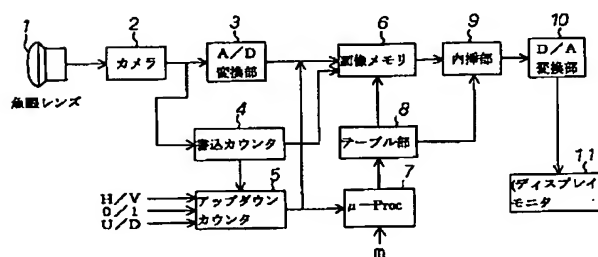 1
魚眼レンズ
2
カメラ
3
A/D
変換部
4
書込カウンタ
5
アップダウン
カウンタ
H/V
0/1
U/D
6
画像メモリ
7
μ-Proc
m
8
テーブル部
9
内挿部
10
D/A
変換部
11
(ディスプレイ
モニタ